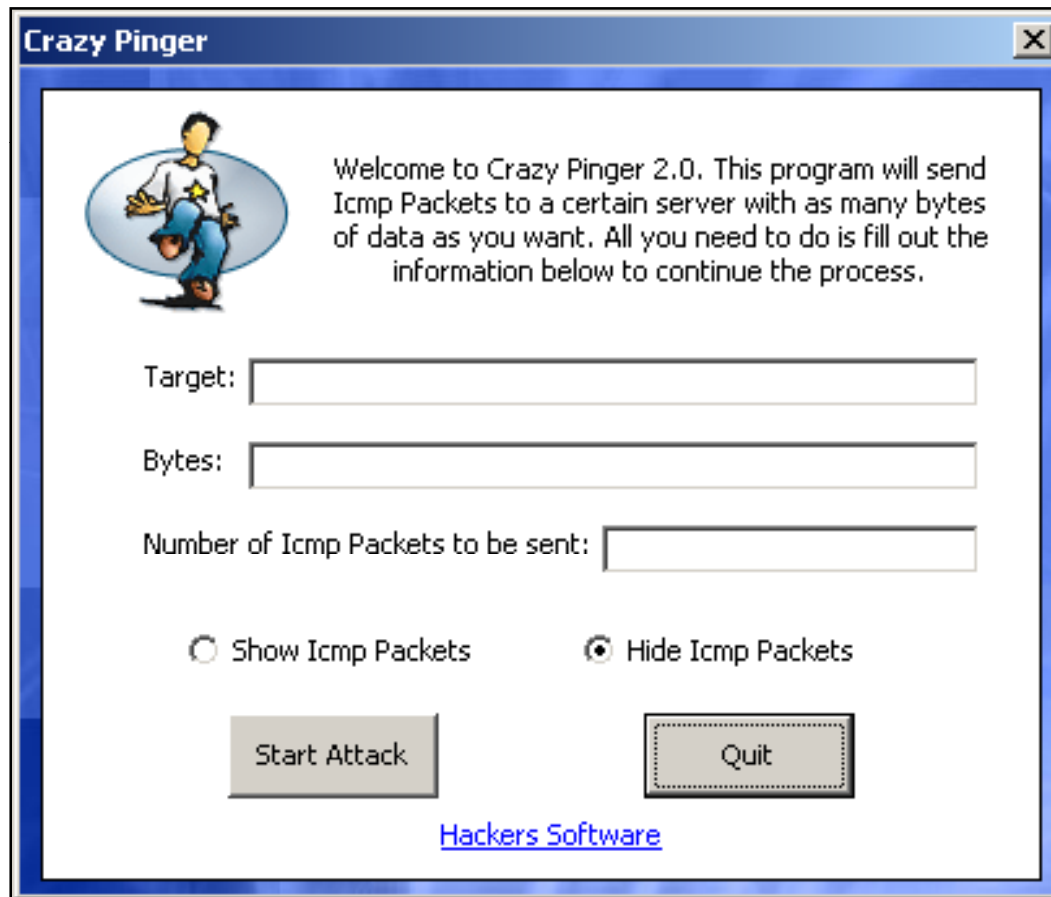 Crazy Pinger
Welcome to Crazy Pinger 2.0. This program will send
Icmp Packets to a certain server with as many bytes
of data as you want. All you need to do is fill out the
information below to continue the process.
Target:
Bytes:
Number of Icmp Packets to be sent:
Show Icmp Packets Hide Icmp Packets
Start Attack Quit
Hackers Software